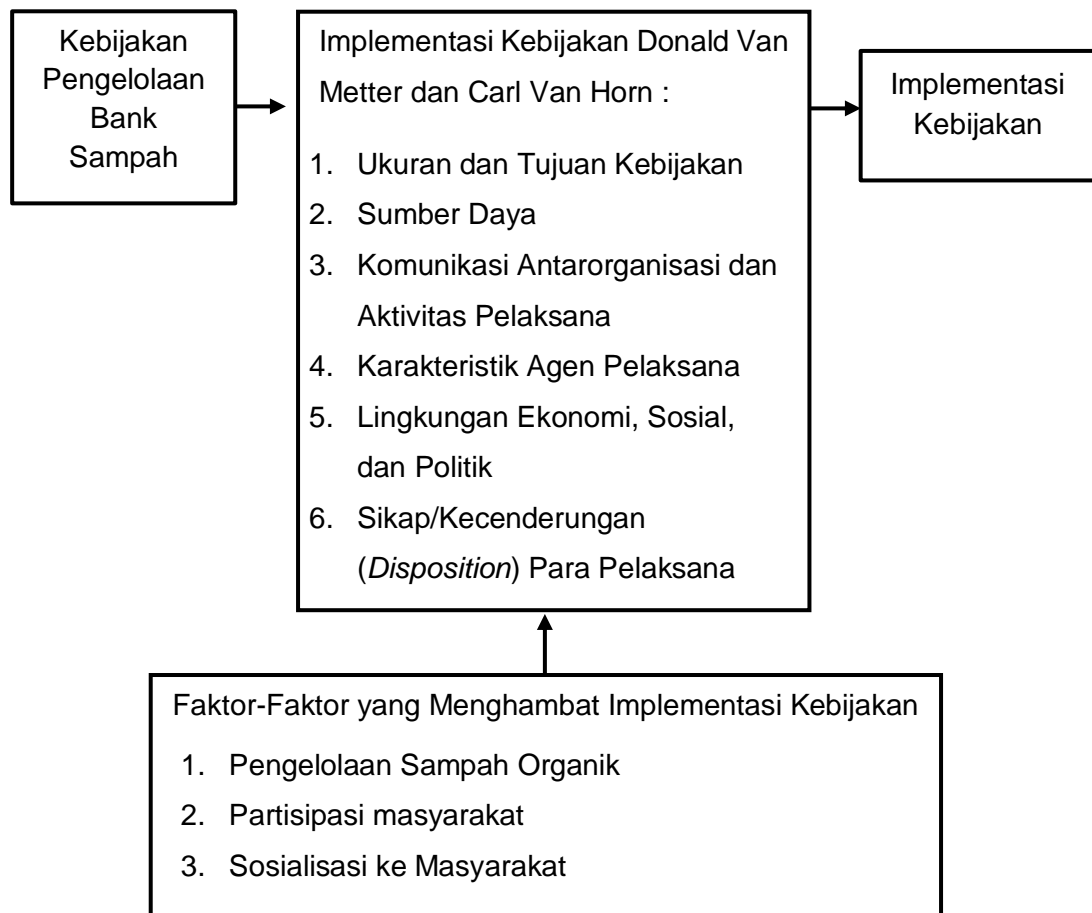 Kebijakan
Pengelolaan
Bank
Sampah
Implementasi Kebijakan Donald Van
Metter dan Carl Van Horn :
1. Ukuran dan Tujuan Kebijakan
2. Sumber Daya
3. Komunikasi Antarorganisasi dan
Aktivitas Pelaksana
4. Karakteristik Agen Pelaksana
5. Lingkungan Ekonomi, Sosial,
dan Politik
6. Sikap/Kecenderungan
(Disposition) Para Pelaksana
Implementasi
Kebijakan
Faktor-Faktor yang Menghambat Implementasi Kebijakan
1. Pengelolaan Sampah Organik
2. Partisipasi masyarakat
3. Sosialisasi ke Masyarakat